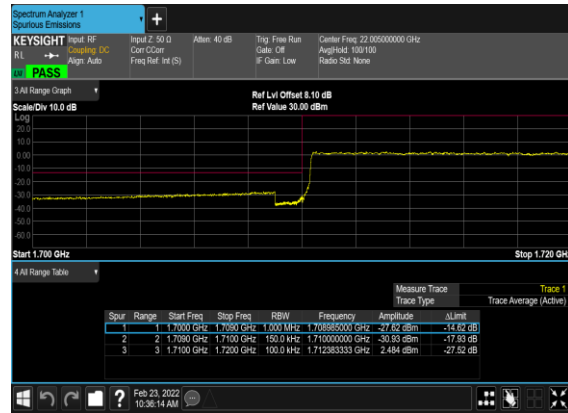 Spectrum Analyzer 1
Spurious Emissions
KEYSIGHT Input: RF Input Z: 50 Ω Atten: 40 dB Trig: Free Run Center Freq: 22.005000000 GHz
RL Coupling: DC Corr CCorr Gate: Off Avg|Hold: 100/100
Align: Auto Freq Ref: Int (S) IF Gain: Low Radio Std: None
PASS
3 All Range Graph
Ref Lvl Offset 8.10 dB
Scale/Div 10.0 dB Ref Value 30.00 dBm
Log
20.0
10.0
0.00
-10.0
-20.0
-30.0
-40.0
-50.0
-60.0
Start 1.700 GHz Stop 1.720 GHz
4 All Range Table
Measure Trace Trace 1
Trace Type Trace Average (Active)
Spur Range Start Freq Stop Freq RBW Frequency Amplitude ΔLimit
1 1 1.7000 GHz 1.7090 GHz 1.000 MHz 1.708985000 GHz -27.62 dBm -14.62 dB
2 2 1.7090 GHz 1.7100 GHz 150.0 kHz 1.710000000 GHz -30.93 dBm -17.93 dB
3 3 1.7100 GHz 1.7200 GHz 100.0 kHz 1.712383333 GHz 2.484 dBm -27.52 dB
? Feb 23, 2022
10:36:14 AM